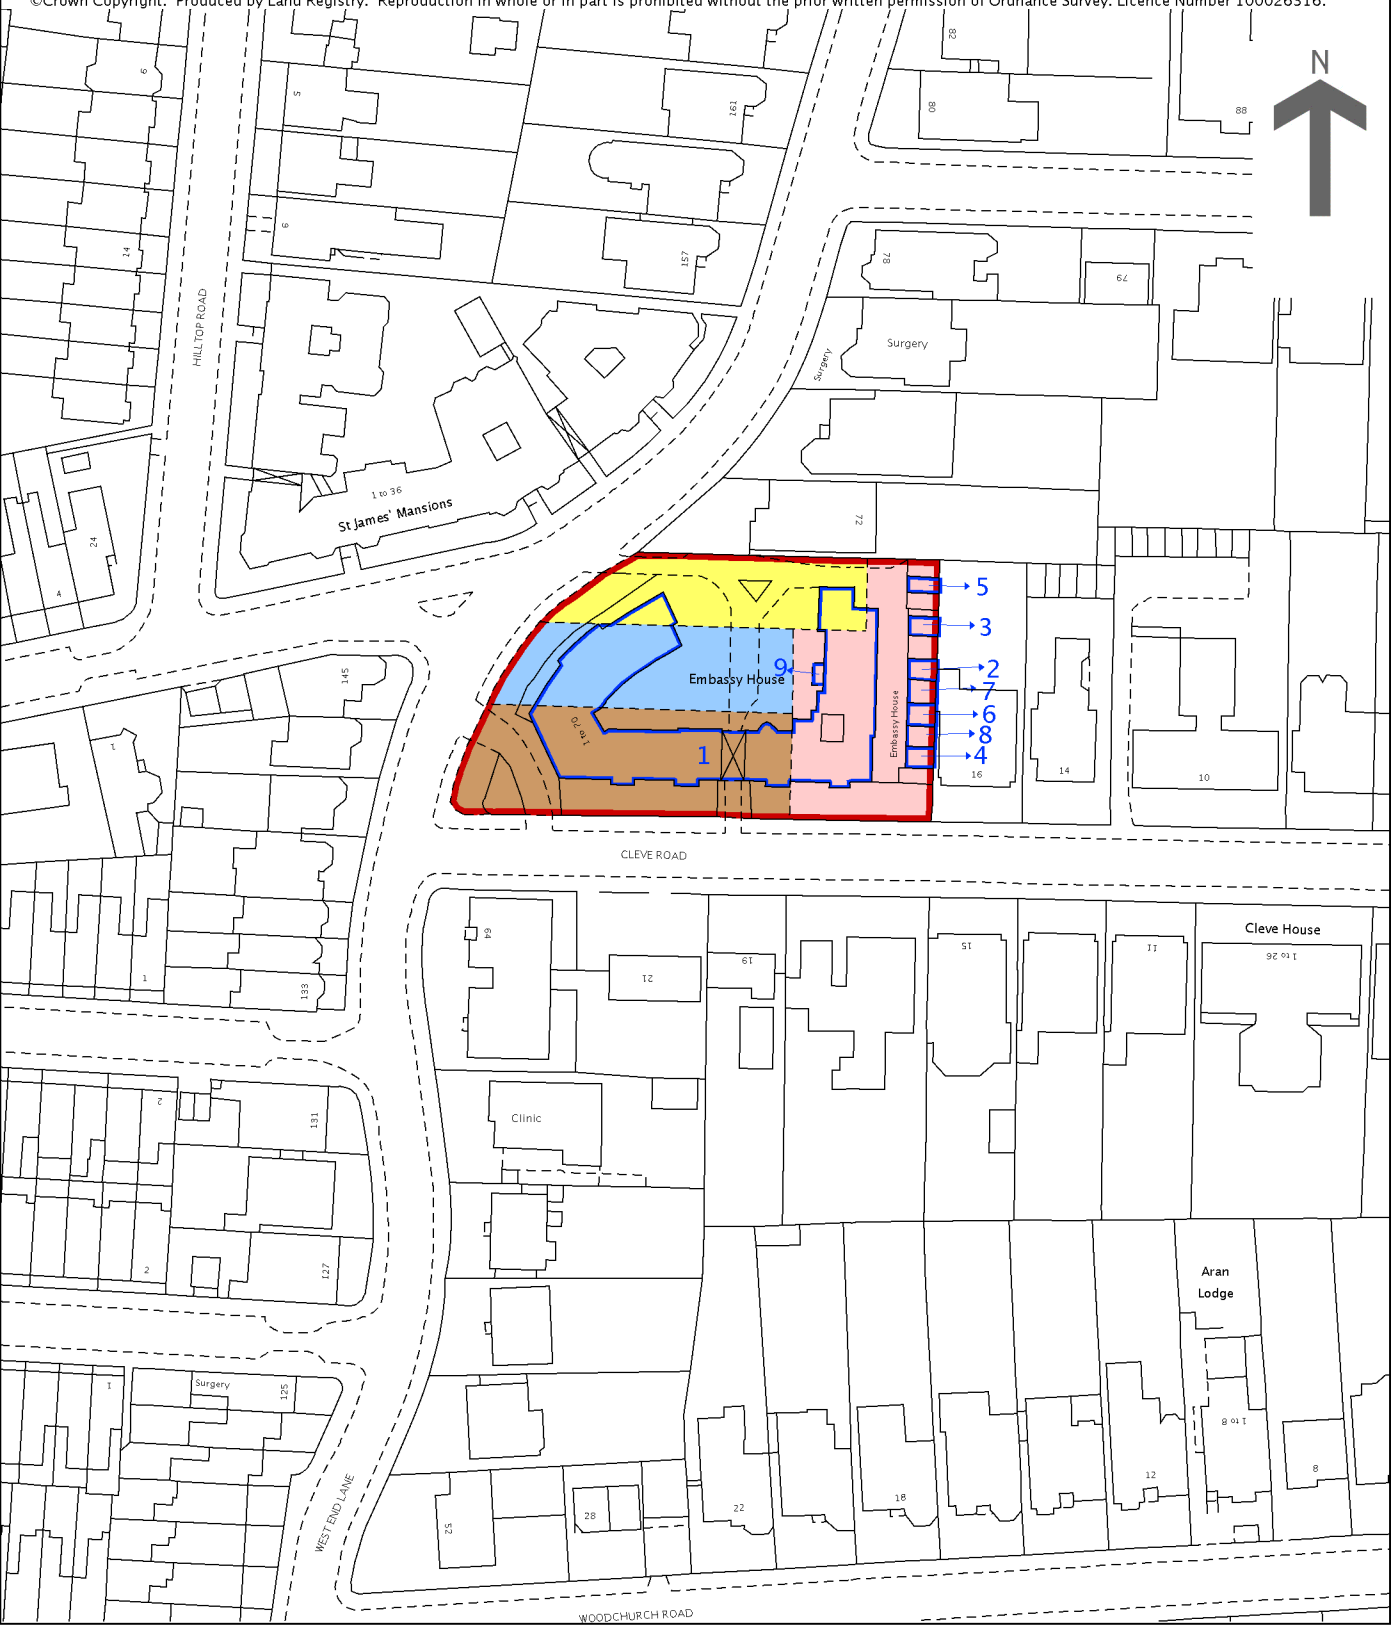 ©Crown Copyright. Produced by Land Registry. Reproduction in whole or in part is prohibited without the prior written permission of Ordnance Survey. Licence Number 100026316.
N
82
9
5
161
80
88
14
6
157
78
79
HILLTOP ROAD
Surgery
Surgery
1 to 36
St James' Mansions
72
24
4
5
3
145
9
Embassy House
2
7
6
8
4
1 to 70
1
Embassy House
1
16
14
10
CLEVE ROAD
64
19
15
11
Cleve House
1 to 26
21
1
133
2
131
Clinic
2
127
Aran
Lodge
1
Surgery
125
1 to 8
12
8
18
22
28
52
WEST END LANE
WOODCHURCH ROAD